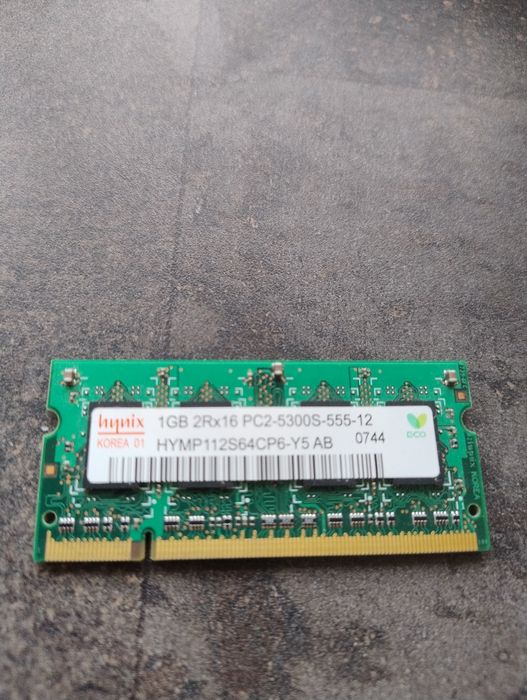 hynix
KOREA 01
1GB 2Rx16 PC2-5300S-555-12
HYMP112S64CP6-Y5 AB
0744
ECO